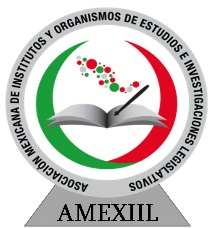 ASOCIACIÓN MEXICANA DE INSTITUTOS Y ORGANISMOS DE ESTUDIOS E INVESTIGACIONES LEGISLATIVOS
AMEXIIL